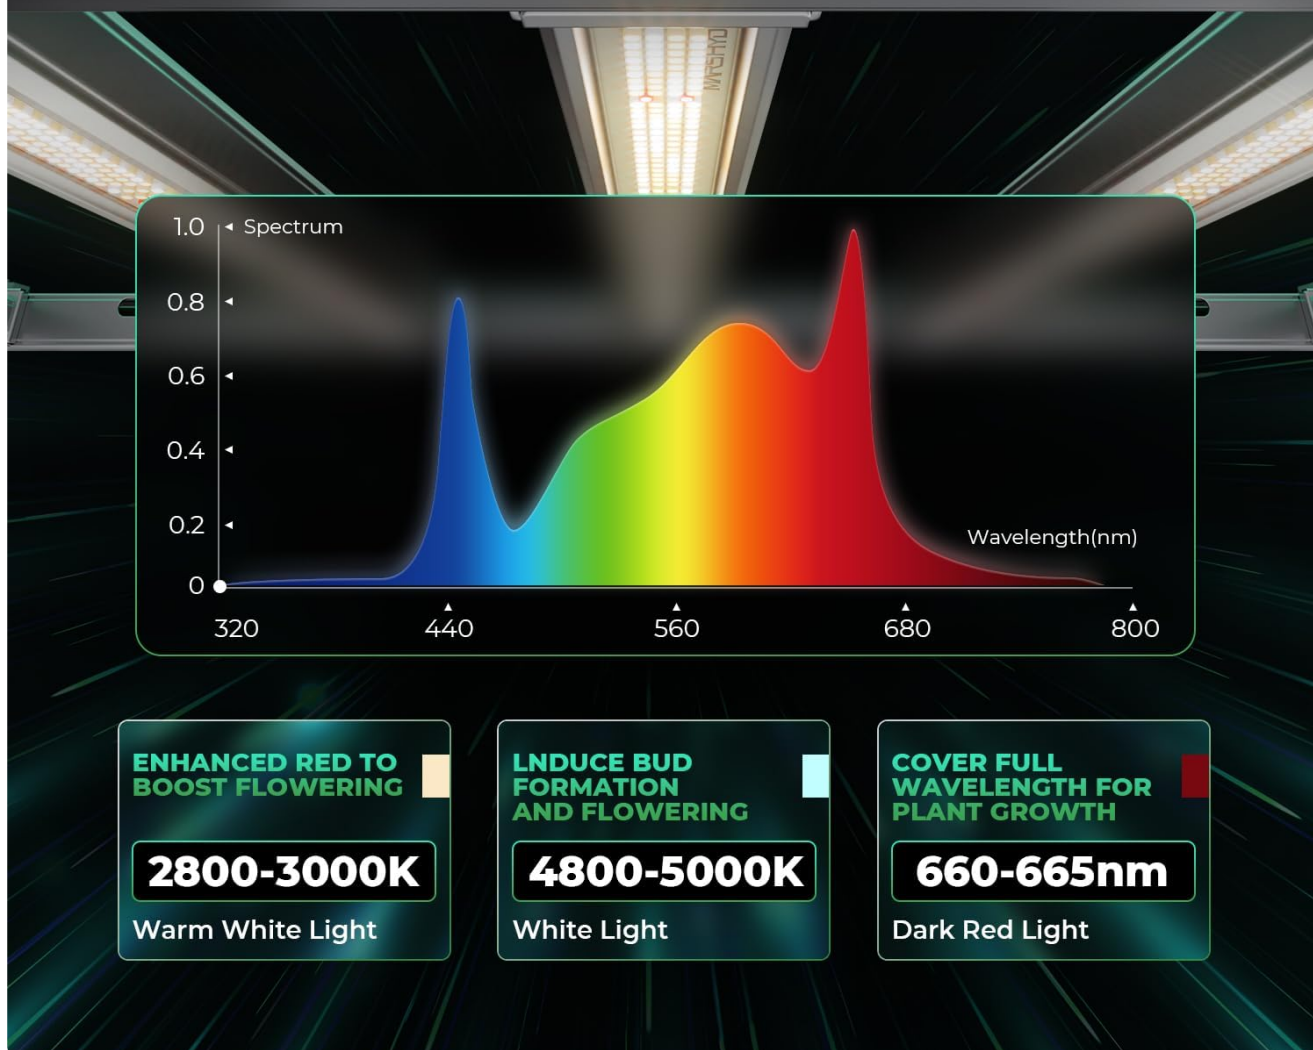 MARSHYD
1.0 Spectrum
0.8
0.6
0.4
0.2
Wavelength(nm)
0
320 440 560 680 800
ENHANCED RED TO
BOOST FLOWERING
2800-3000K
Warm White Light
LNDUCE BUD
FORMATION
AND FLOWERING
4800-5000K
White Light
COVER FULL
WAVELENGTH FOR
PLANT GROWTH
660-665nm
Dark Red Light